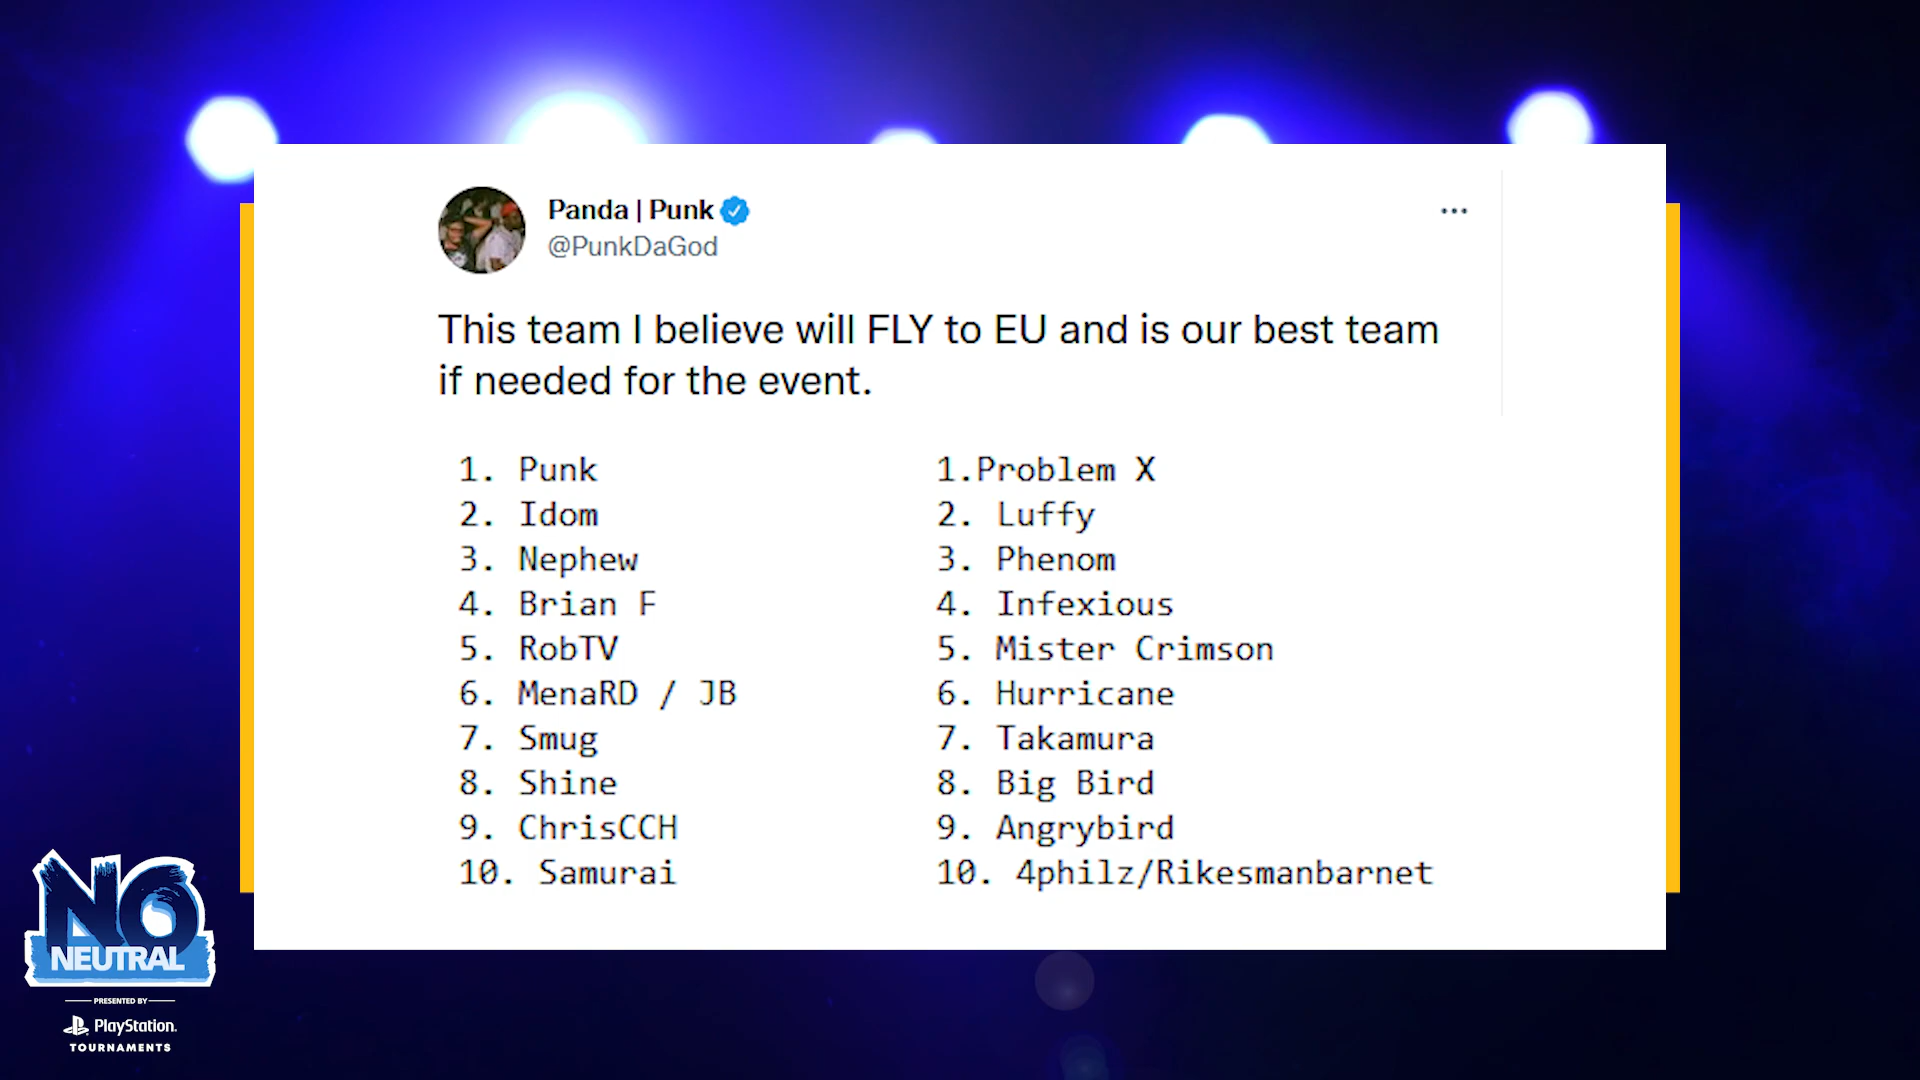 Panda | Punk
@PunkDaGod
This team I believe will FLY to EU and is our best team
if needed for the event.
1. Punk
2. Idom
3. Nephew
4. Brian F
5. RobTV
6. MenaRD / JB
7. Smug
8. Shine
9. ChrisCCH
10. Samurai
1.Problem X
2. Luffy
3. Phenom
4. Infexious
5. Mister Crimson
6. Hurricane
7. Takamura
8. Big Bird
9. Angrybird
10. 4philz/Rikesmanbarnet
NO
NEUTRAL
PRESENTED BY
PlayStation.
TOURNAMENTS